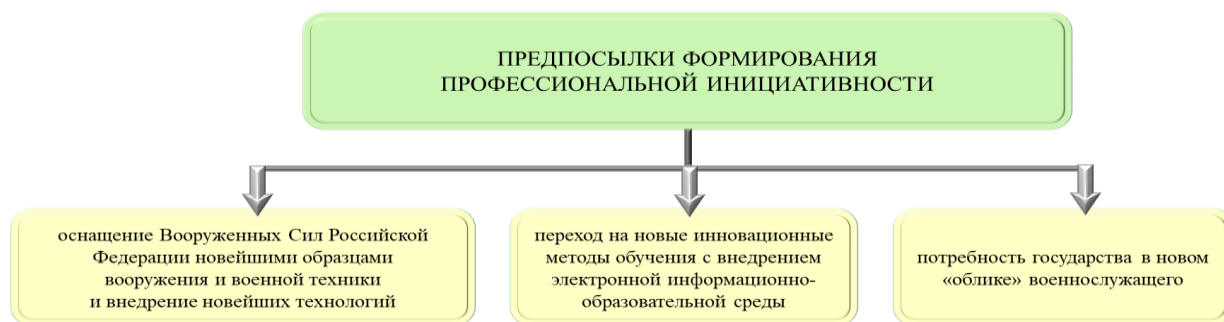 ПРЕДПОСЫЛКИ ФОРМИРОВАНИЯ
ПРОФЕССИОНАЛЬНОЙ ИНИЦИАТИВНОСТИ
оснащение Вооруженных Сил Российской
Федерации новейшими образцами
вооружения и военной техники
и внедрение новейших технологий
переход на новые инновационные
методы обучения с внедрением
электронной информационно-
образовательной среды
потребность государства в новом
«облике» военнослужащего